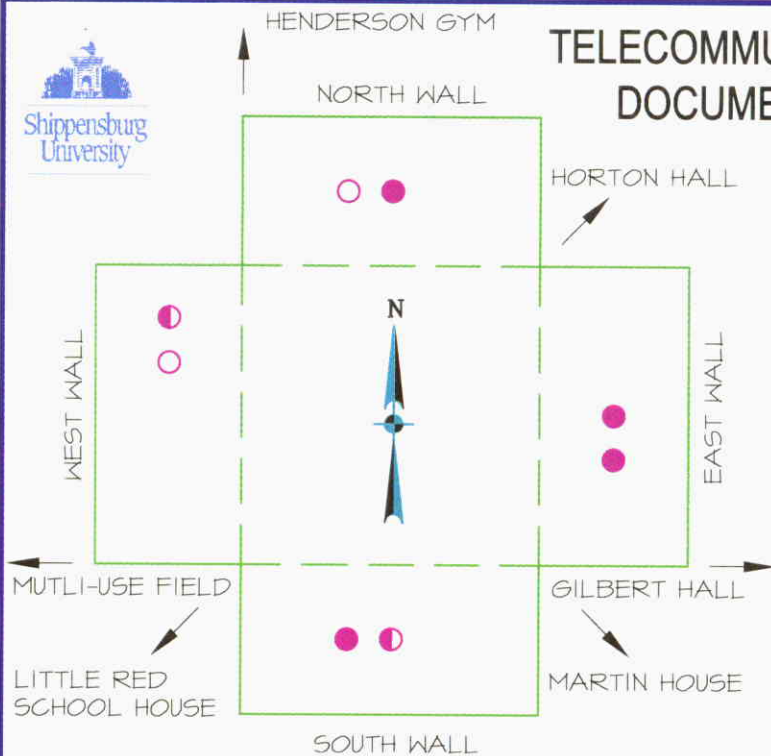 HENDERSON GYM
TELECOMMU
DOCUME
Shippensburg
University
NORTH WALL
HORTON HALL
N
WEST WALL
EAST WALL
MUTLI-USE FIELD
GILBERT HALL
LITTLE RED
SCHOOL HOUSE
MARTIN HOUSE
SOUTH WALL